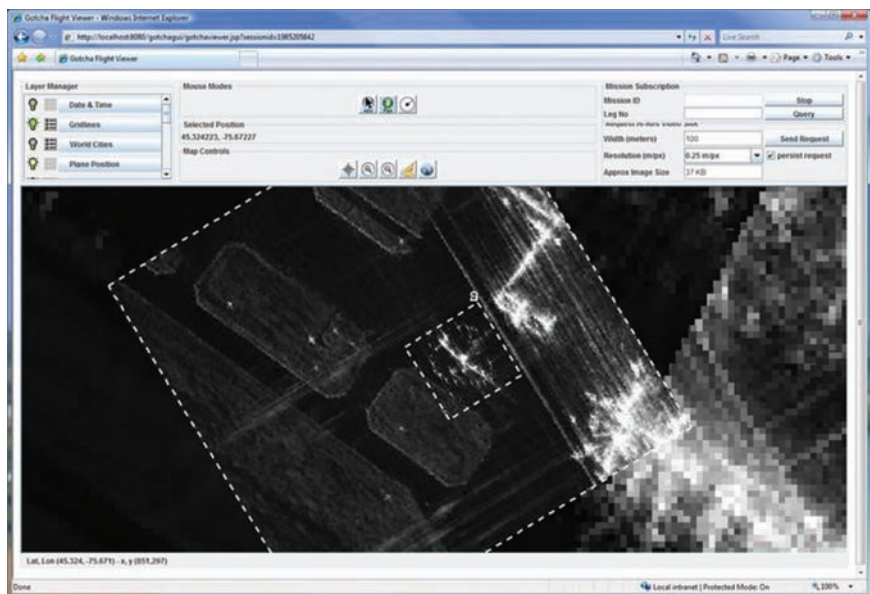 Gotcha Flight Viewer - Windows Internet Explorer
http://localhost:8080/gotchagui/gotchaviewer.jsp?sessionid=1985205842
Live Search
Gotcha Flight Viewer
Page
Tools
Layer Manager
Date & Time
Gridlines
World Cities
Plane Position
Mouse Modes
Selected Position
45.324223, -75.67227
Map Controls
Mission Subscription
Mission ID
Stop
Leg No
Query
Width (meters)
100
Send Request
Resolution (m/px)
0.25 m/px
persist request
Approx Image Size
37 KB
Lat, Lon (45.324, -75.671) - x, y (851,297)
Done
Local intranet | Protected Mode: On
100%